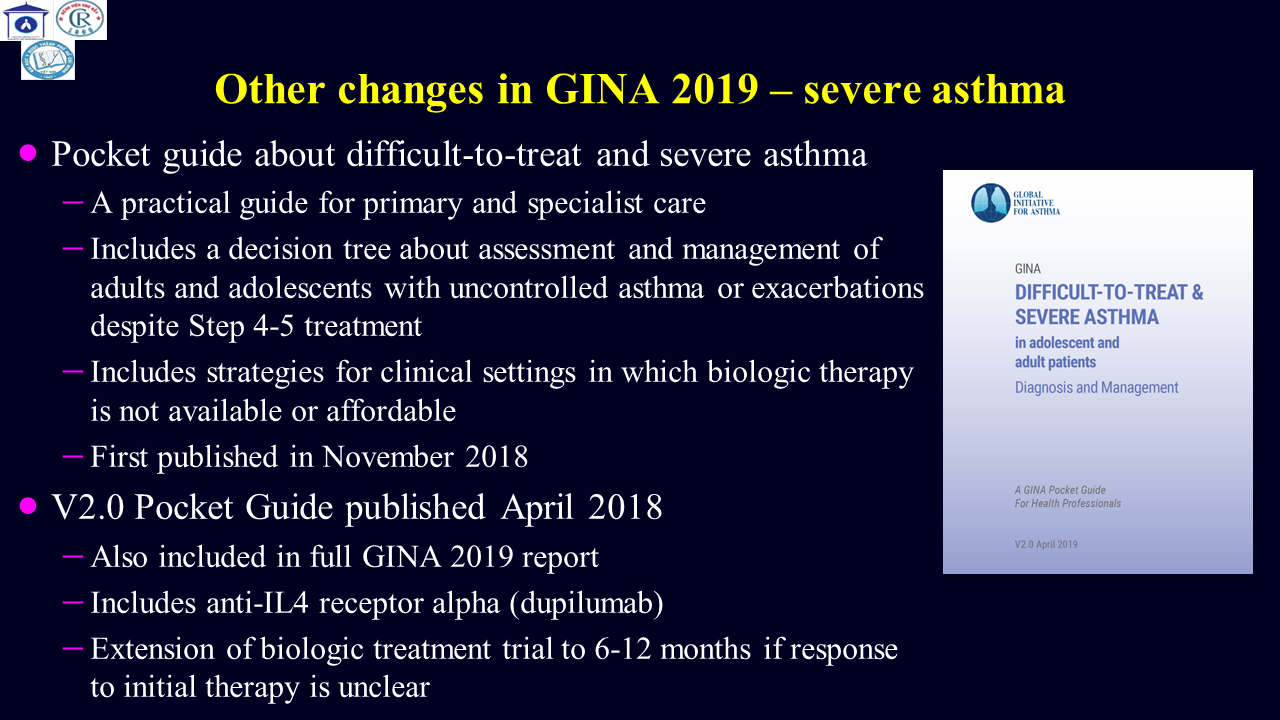 Other changes in GINA 2019 – severe asthma
● Pocket guide about difficult-to-treat and severe asthma
– A practical guide for primary and specialist care
– Includes a decision tree about assessment and management of
adults and adolescents with uncontrolled asthma or exacerbations
despite Step 4-5 treatment
– Includes strategies for clinical settings in which biologic therapy
is not available or affordable
– First published in November 2018
● V2.0 Pocket Guide published April 2018
– Also included in full GINA 2019 report
– Includes anti-IL4 receptor alpha (dupilumab)
– Extension of biologic treatment trial to 6-12 months if response
to initial therapy is unclear
GLOBAL
INITIATIVE
FOR ASTHMA
GINA
DIFFICULT-TO-TREAT &
SEVERE ASTHMA
in adolescent and
adult patients
Diagnosis and Management
A GINA Pocket Guide
For Health Professionals
V2.0 April 2019